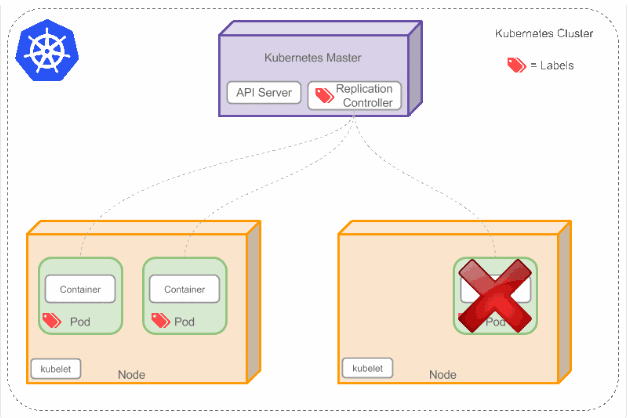 Kubernetes Cluster
= Labels
Kubernetes Master
API Server
Replication
Controller
Container
Pod
Container
Pod
kubelet
Node
Pod
kubelet
Node